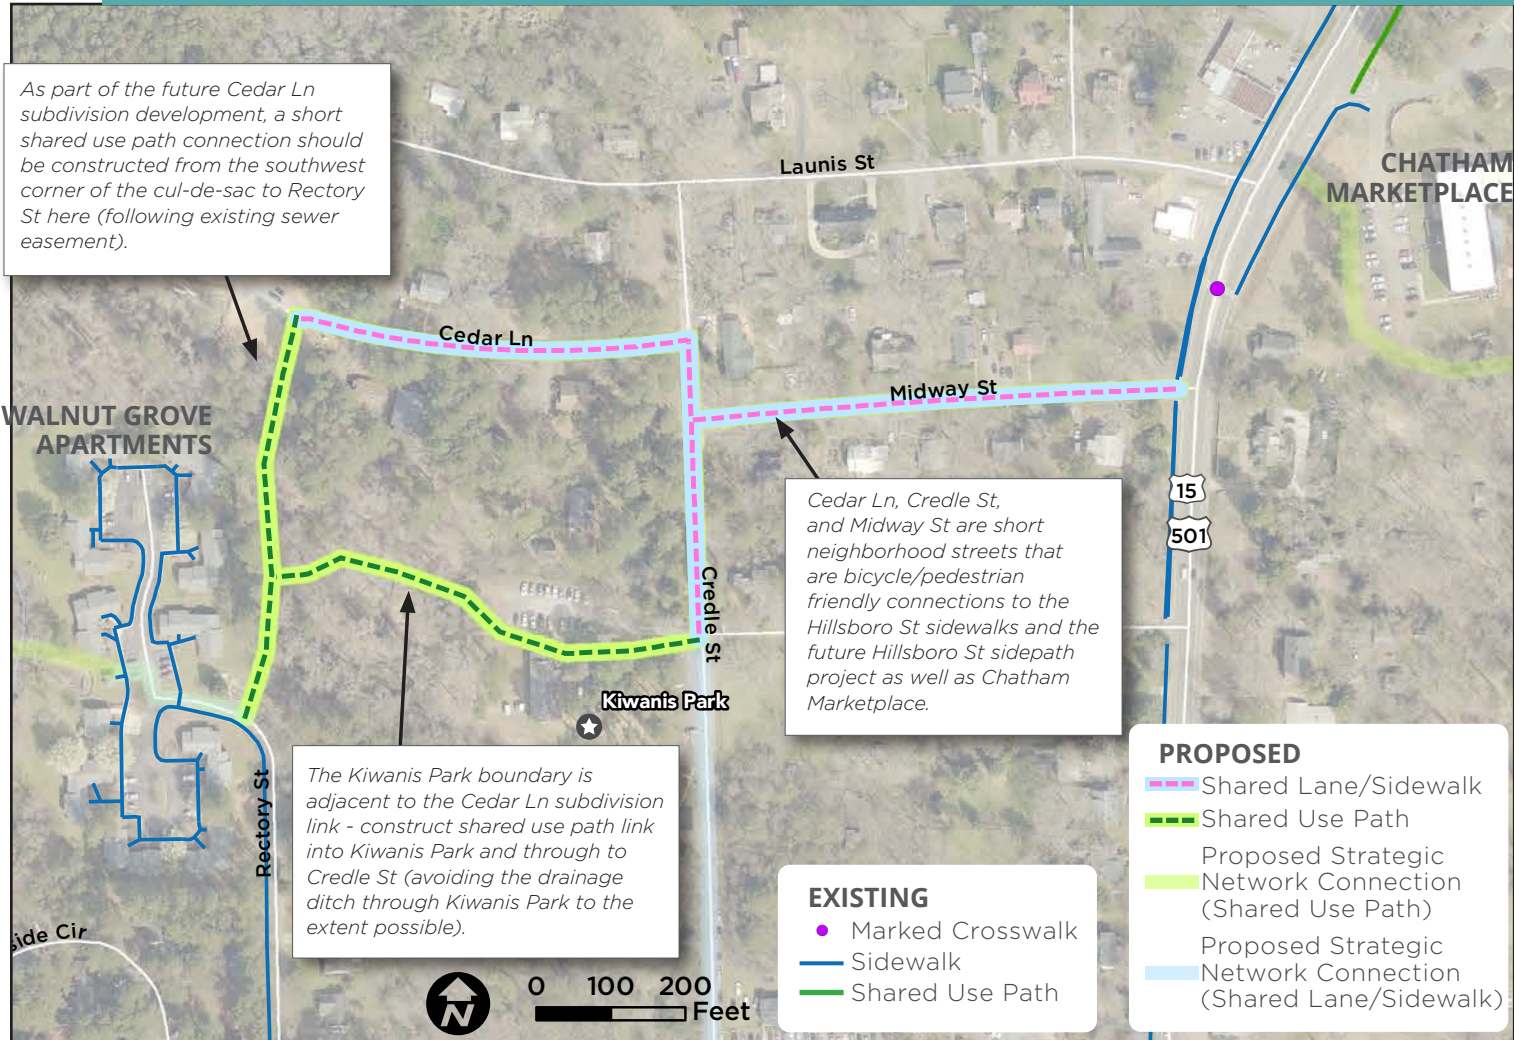 As part of the future Cedar Ln
subdivision development, a short
shared use path connection should
be constructed from the southwest
corner of the cul-de-sac to Rectory
St here (following existing sewer
easement).
Launis St
CHATHAM
MARKETPLACE
Cedar Ln
Midway St
WALNUT GROVE
APARTMENTS
15
501
Cedar Ln, Credle St,
and Midway St are short
neighborhood streets that
are bicycle/pedestrian
friendly connections to the
Hillsboro St sidewalks and the
future Hillsboro St sidepath
project as well as Chatham
Marketplace.
Credle St
Kiwanis Park
Rectory St
The Kiwanis Park boundary is
adjacent to the Cedar Ln subdivision
link - construct shared use path link
into Kiwanis Park and through to
Credle St (avoiding the drainage
ditch through Kiwanis Park to the
extent possible).
side Cir
N
0 100 200
Feet
EXISTING
Marked Crosswalk
Sidewalk
Shared Use Path
PROPOSED
Shared Lane/Sidewalk
Shared Use Path
Proposed Strategic
Network Connection
(Shared Use Path)
Proposed Strategic
Network Connection
(Shared Lane/Sidewalk)